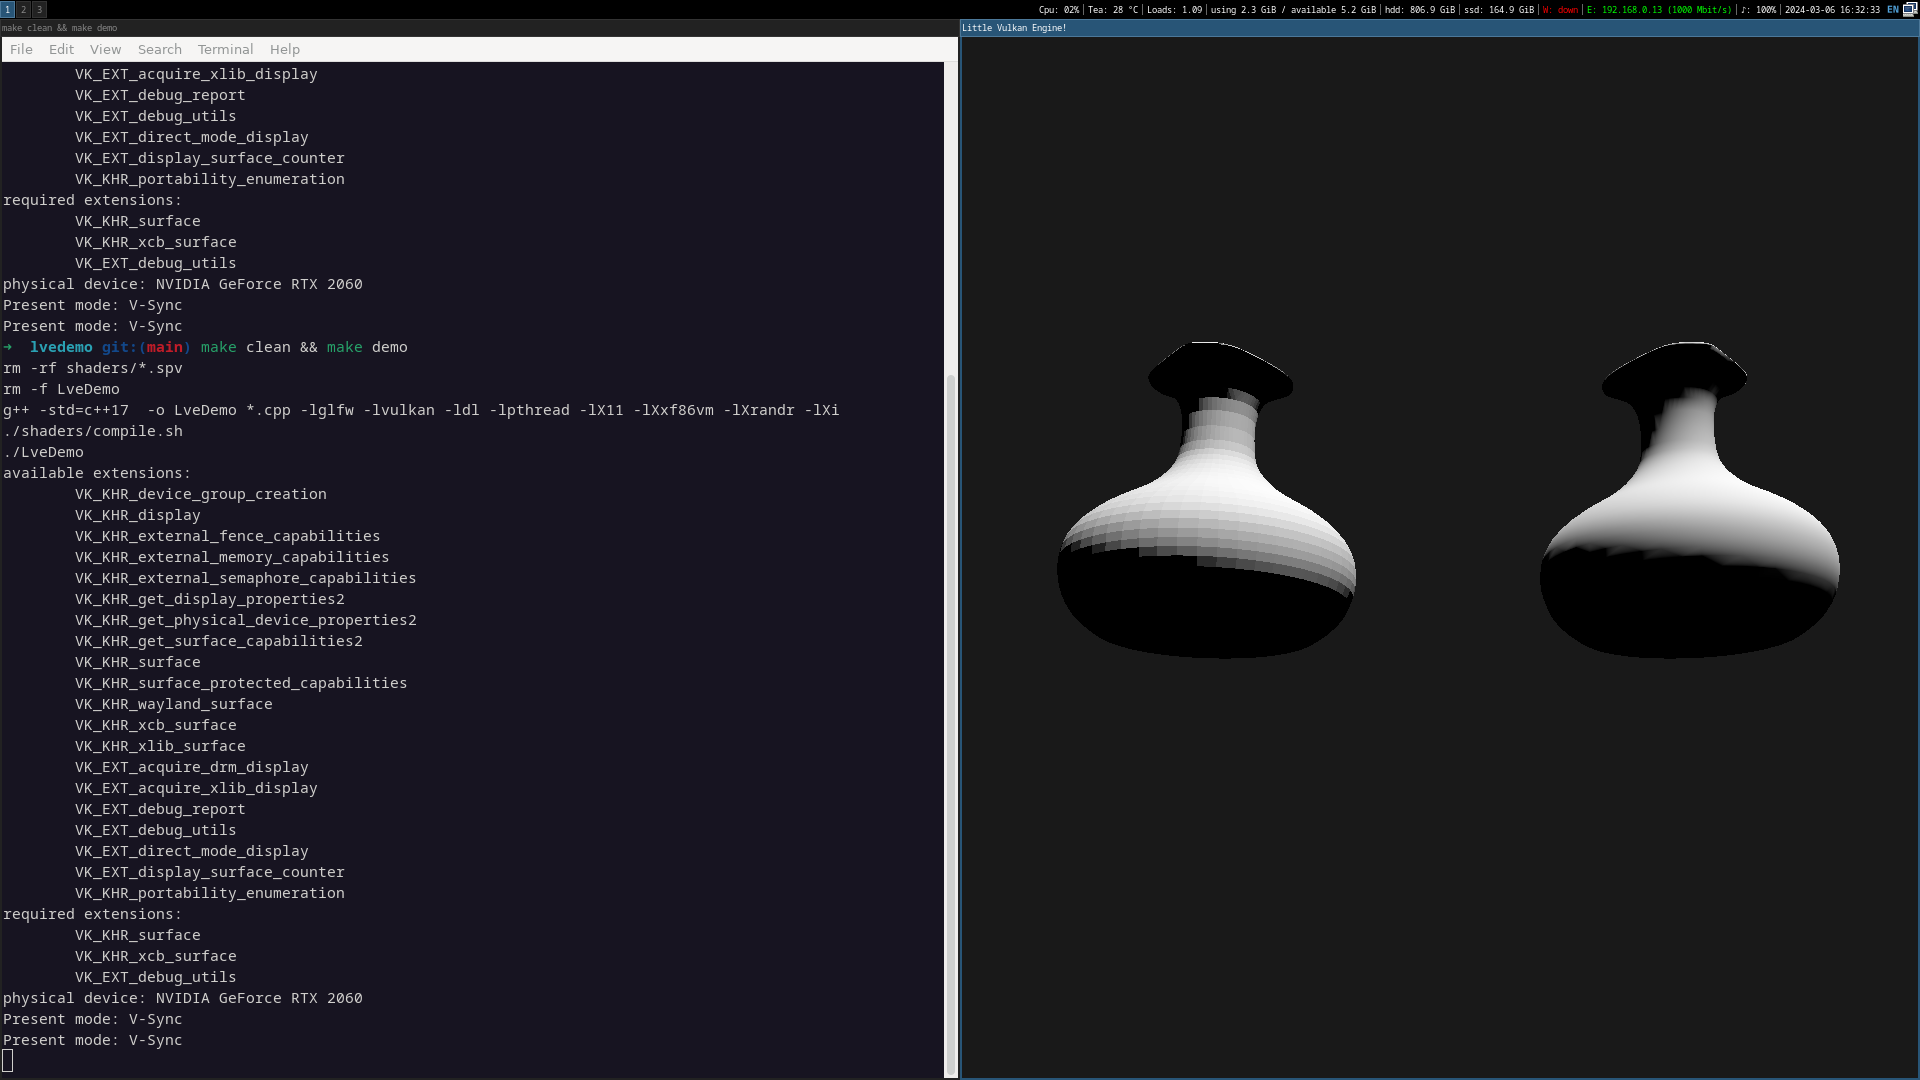 1 2 3
Cpu: 02% Tea: 28 °C Loads: 1.09 using 2.3 GiB / available 5.2 GiB hdd: 806.9 GiB ssd: 164.9 GiB W: down E: 192.168.0.13 (1000 Mbit/s) ♪: 100% 2024-03-06 16:32:33 EN
make clean && make demo
File Edit View Search Terminal Help
VK_EXT_acquire_xlib_display
VK_EXT_debug_report
VK_EXT_debug_utils
VK_EXT_direct_mode_display
VK_EXT_display_surface_counter
VK_KHR_portability_enumeration
required extensions:
VK_KHR_surface
VK_KHR_xcb_surface
VK_EXT_debug_utils
physical device: NVIDIA GeForce RTX 2060
Present mode: V-Sync
Present mode: V-Sync
➜ lvedemo git:(main) make clean && make demo
rm -rf shaders/*.spv
rm -f LveDemo
g++ -std=c++17 -o LveDemo *.cpp -lglfw -lvulkan -ldl -lpthread -lX11 -lXxf86vm -lXrandr -lXi
./shaders/compile.sh
./LveDemo
available extensions:
VK_KHR_device_group_creation
VK_KHR_display
VK_KHR_external_fence_capabilities
VK_KHR_external_memory_capabilities
VK_KHR_external_semaphore_capabilities
VK_KHR_get_display_properties2
VK_KHR_get_physical_device_properties2
VK_KHR_get_surface_capabilities2
VK_KHR_surface
VK_KHR_surface_protected_capabilities
VK_KHR_wayland_surface
VK_KHR_xcb_surface
VK_KHR_xlib_surface
VK_EXT_acquire_drm_display
VK_EXT_acquire_xlib_display
VK_EXT_debug_report
VK_EXT_debug_utils
VK_EXT_direct_mode_display
VK_EXT_display_surface_counter
VK_KHR_portability_enumeration
required extensions:
VK_KHR_surface
VK_KHR_xcb_surface
VK_EXT_debug_utils
physical device: NVIDIA GeForce RTX 2060
Present mode: V-Sync
Present mode: V-Sync
Little Vulkan Engine!